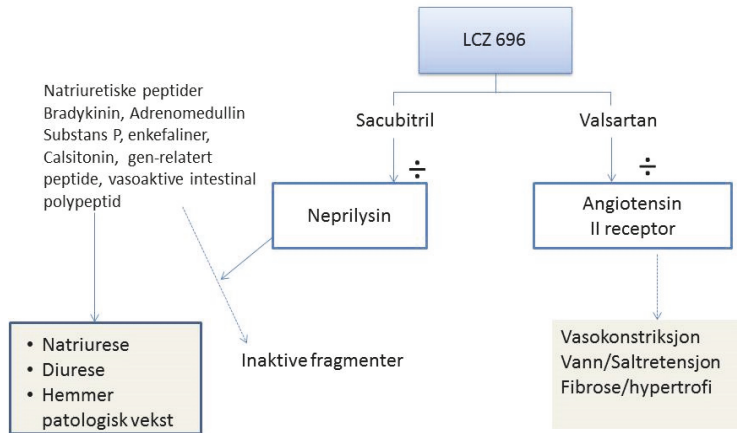 LCZ 696
Natriuretiske peptider
Bradykinin, Adrenomedullin
Substans P, enkefaliner,
Calsitonin, gen-relatert
peptide, vasoaktive intestinal
polypeptid
Sacubitril
Valsartan
÷
÷
Neprilysin
Angiotensin
II receptor
• Natriurese
• Diurese
• Hemmer
patologisk vekst
Inaktive fragmenter
Vasokonstriksjon
Vann/Saltretensjon
Fibrose/hypertrofi